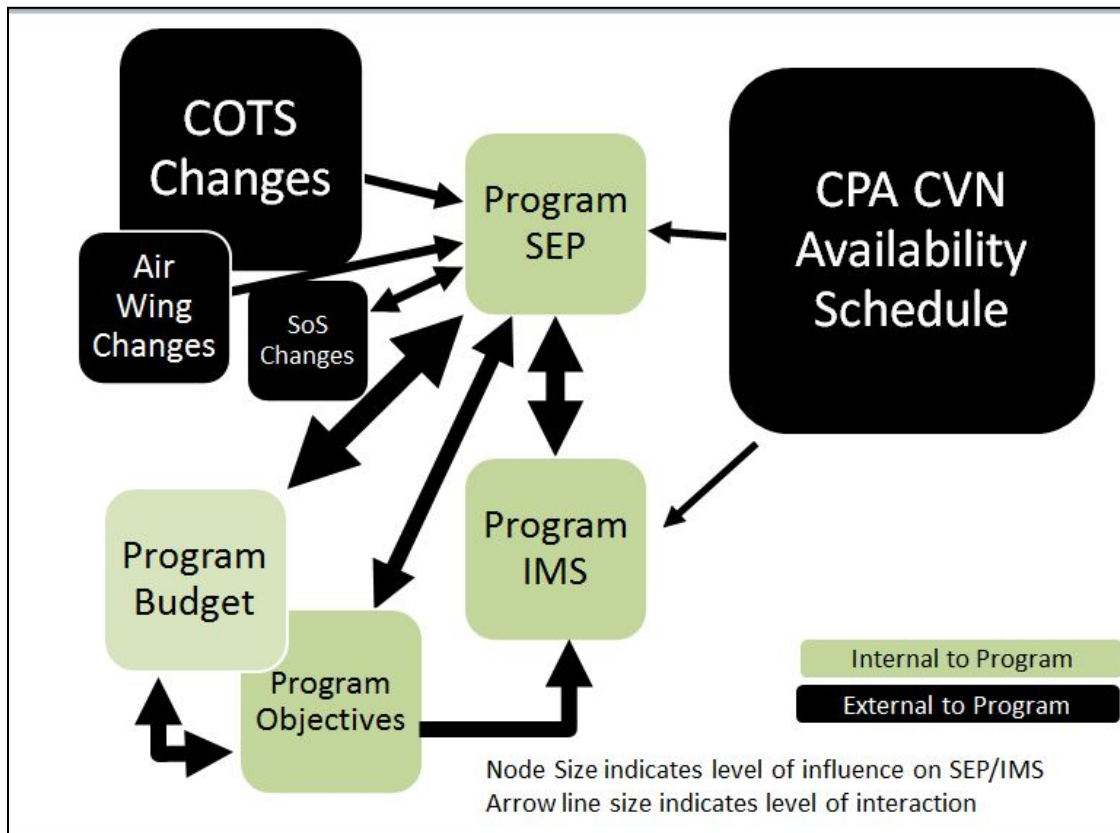 COTS
Changes
Air
Wing
Changes
SoS
Changes
Program
SEP
CPA CVN
Availability
Schedule
Program
IMS
Program
Budget
Program
Objectives
Internal to Program
External to Program
Node Size indicates level of influence on SEP/IMS
Arrow line size indicates level of interaction